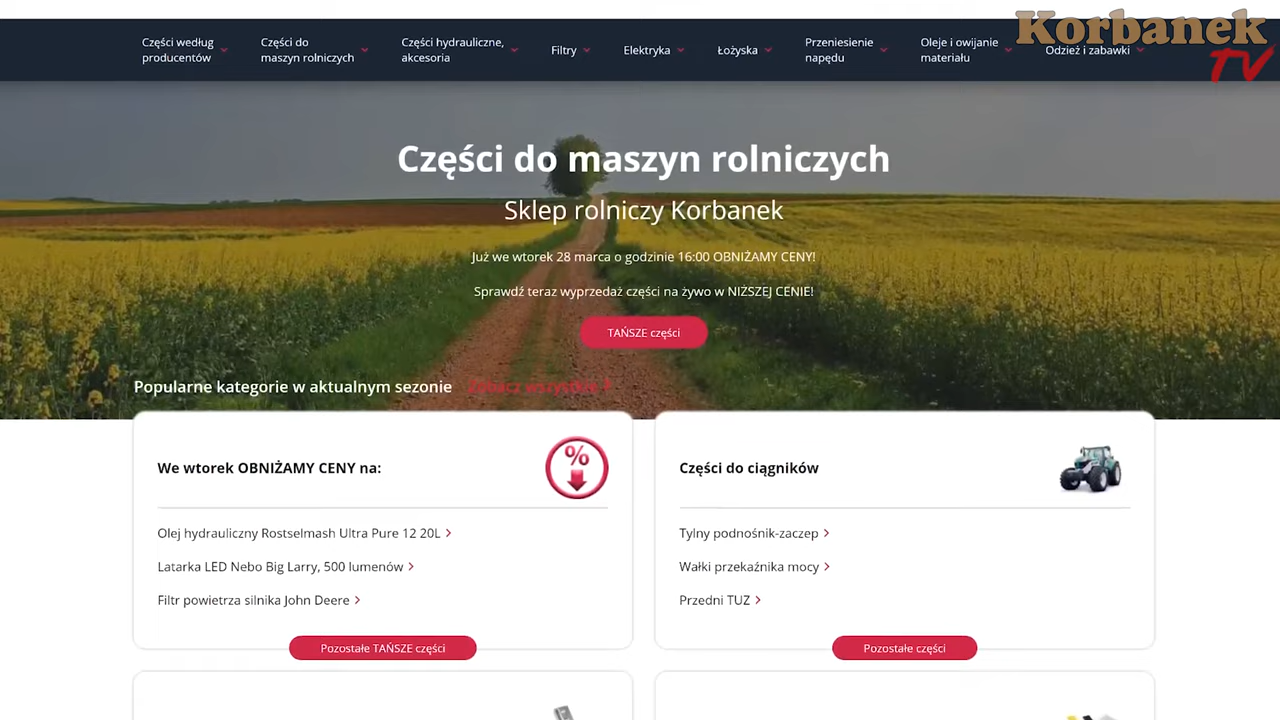 Korbanek
TV
Części według
producentów
Części do
maszyn rolniczych
Części hydrauliczne,
akcesoria
Filtry
Elektryka
Łożyska
Przeniesienie
napędu
Oleje i owijanie
materiału
Odzież i zabawki
Części do maszyn rolniczych
Sklep rolniczy Korbanek
Już we wtorek 28 marca o godzinie 16:00 OBNIŻAMY CENY!
Sprawdź teraz wyprzedaż części na żywo w NIŻSZEJ CENIE!
TAŃSZE części
Popularne kategorie w aktualnym sezonie Zobacz wszystkie
We wtorek OBNIŻAMY CENY na:
%
Olej hydrauliczny Rostselmash Ultra Pure 12 20L
Latarka LED Nebo Big Larry, 500 lumenów
Filtr powietrza silnika John Deere
Pozostałe TAŃSZE części
Części do ciągników
Tylny podnośnik-zaczep
Wałki przekaźnika mocy
Przedni TUZ
Pozostałe części